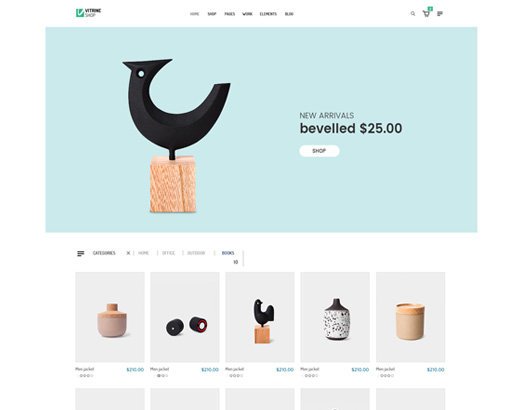 VITRINE
SHOP
HOME SHOP PAGES WORK ELEMENTS BLOG
NEW ARRIVALS
bevelled $25.00
SHOP
CATEGORIES HOME OFFICE OUTDOOR BOOKS
10
Men jacket $210.00 Men jacket $210.00 Men jacket $210.00 Men jacket $210.00 Men jacket $210.00